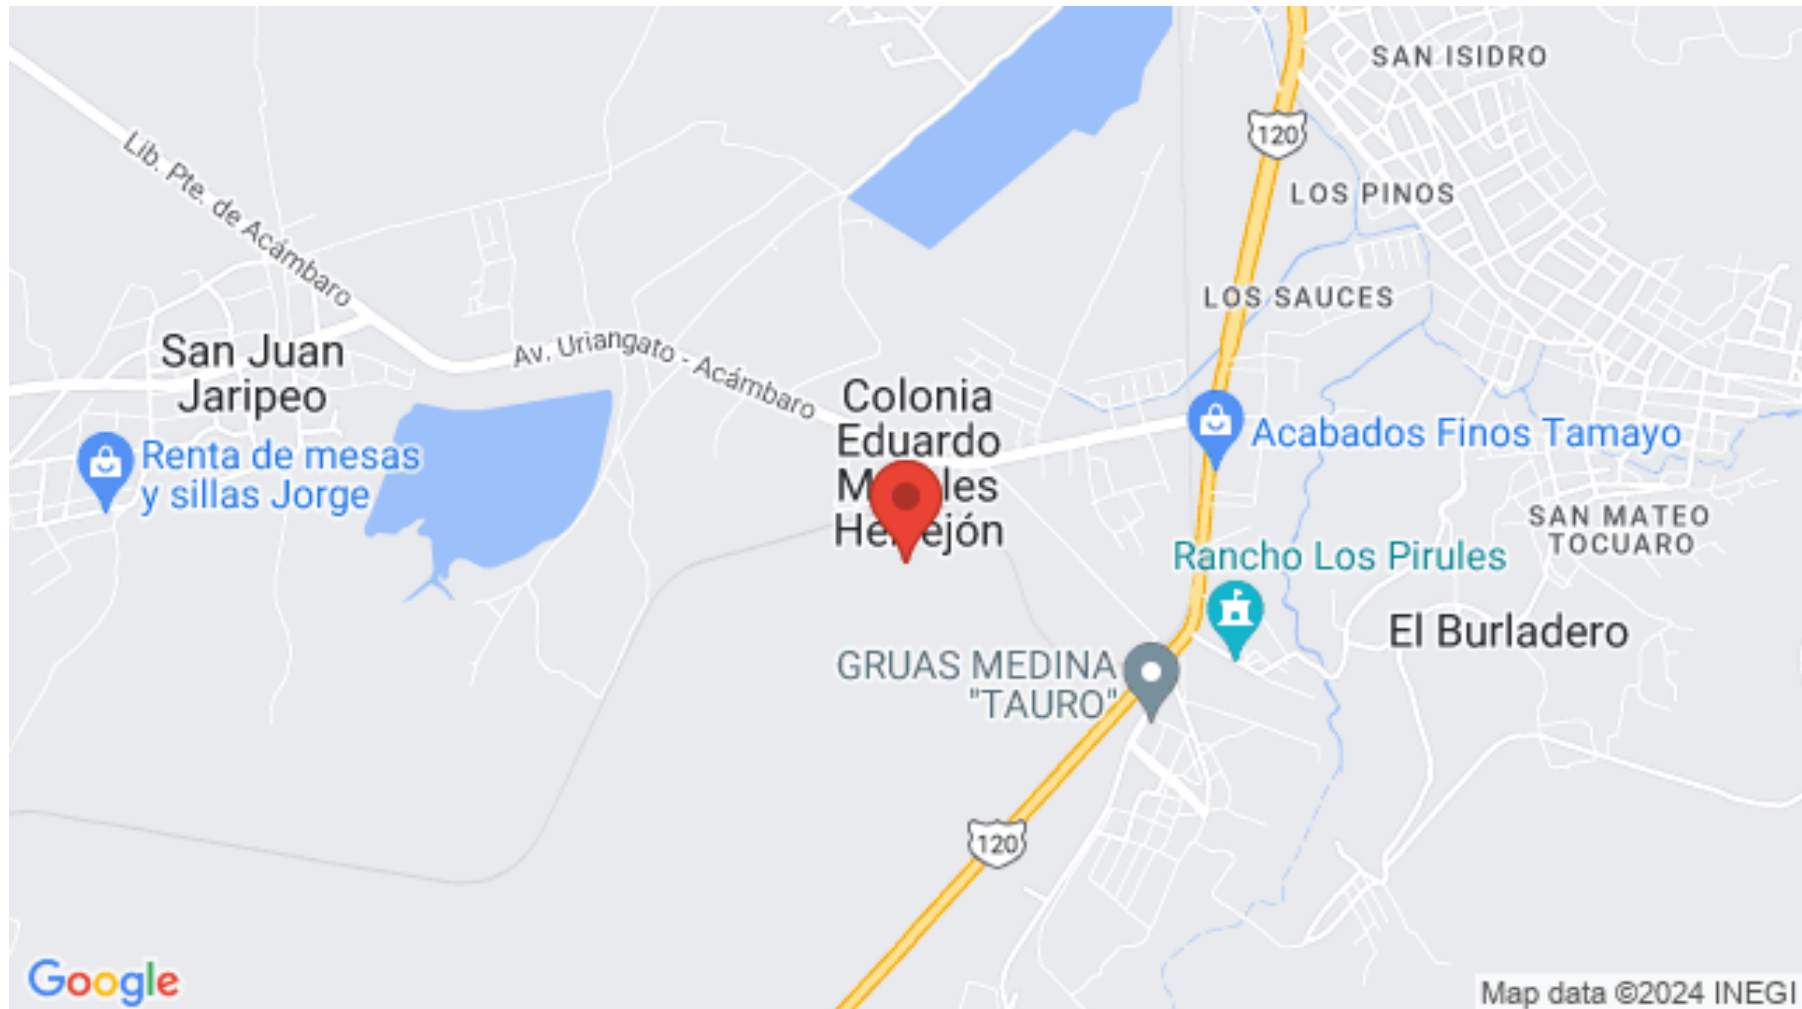 SAN ISIDRO
120
Lib. Pte. de Acámbaro
LOS PINOS
LOS SAUCES
San Juan
Jaripeo
Av. Uriangato - Acámbaro
Colonia
Eduardo
Herrejón
Renta de mesas
y sillas Jorge
Acabados Finos Tamayo
SAN MATEO
TOCUARO
Rancho Los Pirules
El Burladero
GRUAS MEDINA
"TAURO"
120
Google
Map data ©2024 INEGI